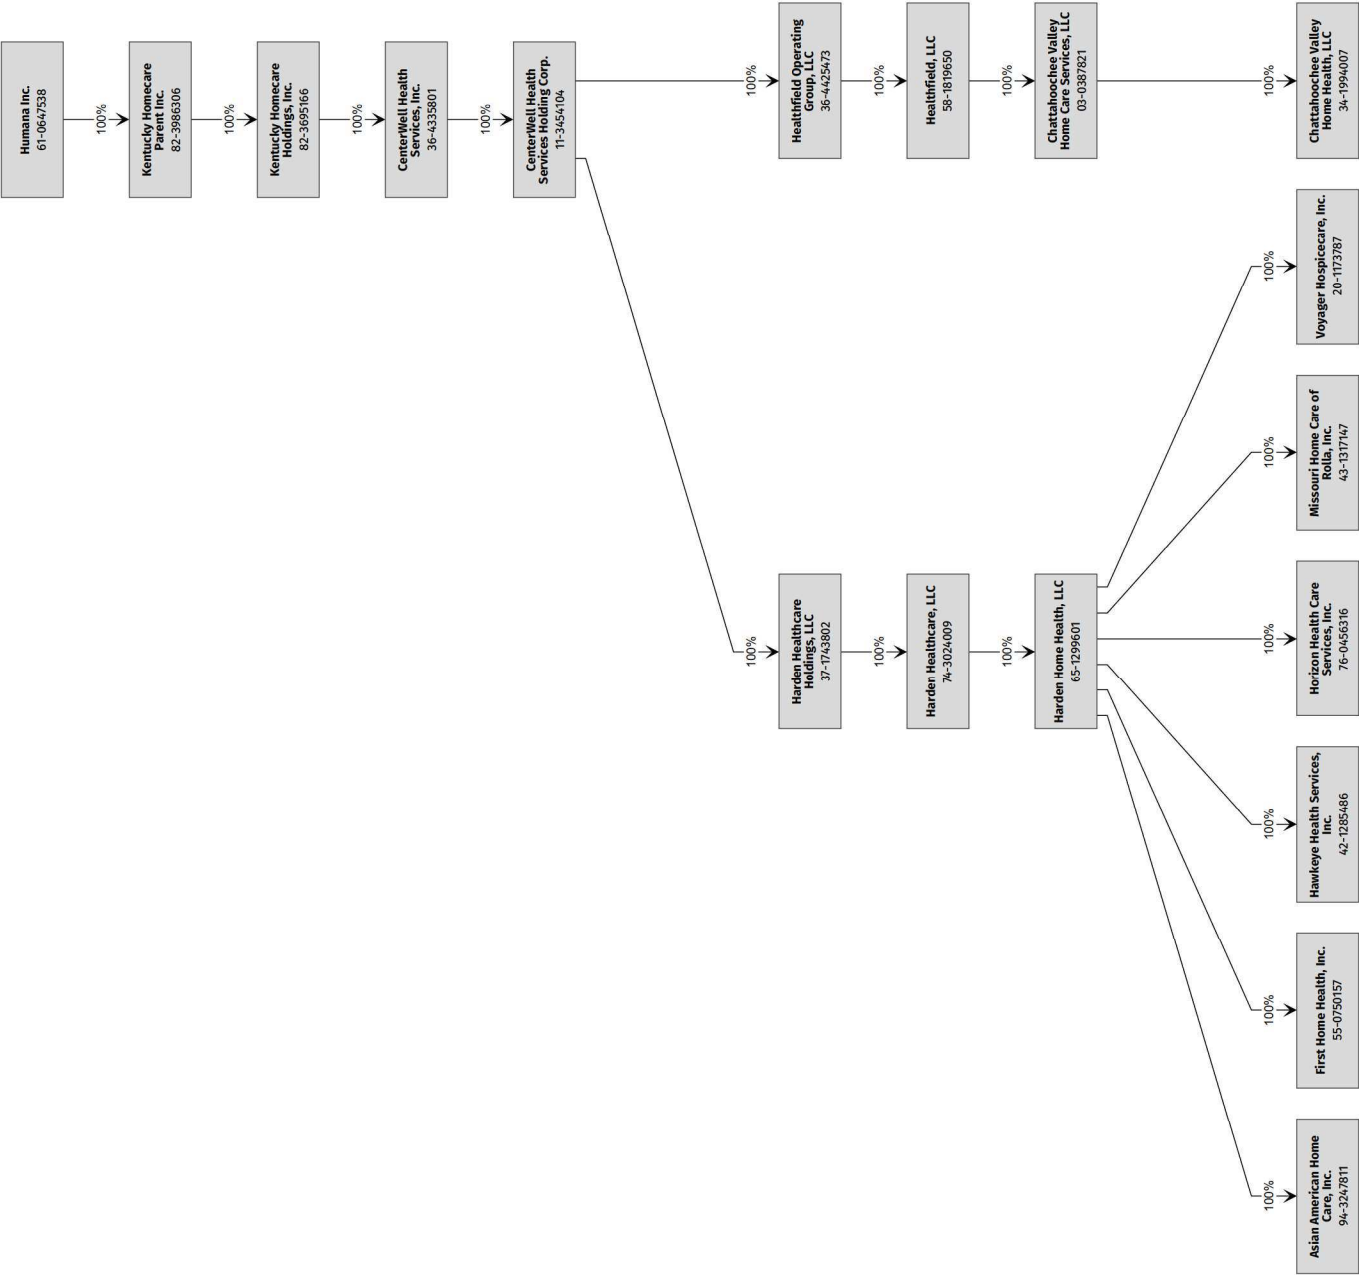 Humana Inc.
61-0647538
100%
Kentucky Homecare
Parent Inc.
82-3986306
100%
Kentucky Homecare
Holdings, Inc.
82-3695166
100%
CenterWell Health
Services, Inc.
36-4335801
100%
CenterWell Health
Services Holding Corp.
11-3454104
100%
Harden Healthcare
Holdings, LLC
37-1743802
100%
Healthfield Operating
Group, LLC
36-4425473
100%
Harden Healthcare, LLC
74-3024009
100%
Healthfield, LLC
58-1819650
100%
Harden Home Health, LLC
65-1299601
100%
Chattahoochee Valley
Home Care Services, LLC
03-0387821
100%
Asian American Home
Care, Inc.
94-3247811
100%
First Home Health, Inc.
55-0750157
100%
Hawkeye Health Services,
Inc.
42-1285486
100%
Horizon Health Care
Services, Inc.
76-0456316
100%
Missouri Home Care of
Rolla, Inc.
43-1317147
100%
Voyager Hospicecare, Inc.
20-1173787
100%
Chattahoochee Valley
Home Health, LLC
34-1994007